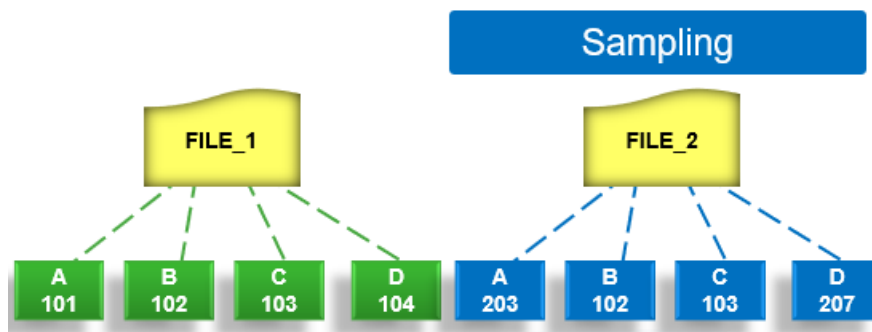 Sampling
FILE_1
FILE_2
A
101
B
102
C
103
D
104
A
203
B
102
C
103
D
207